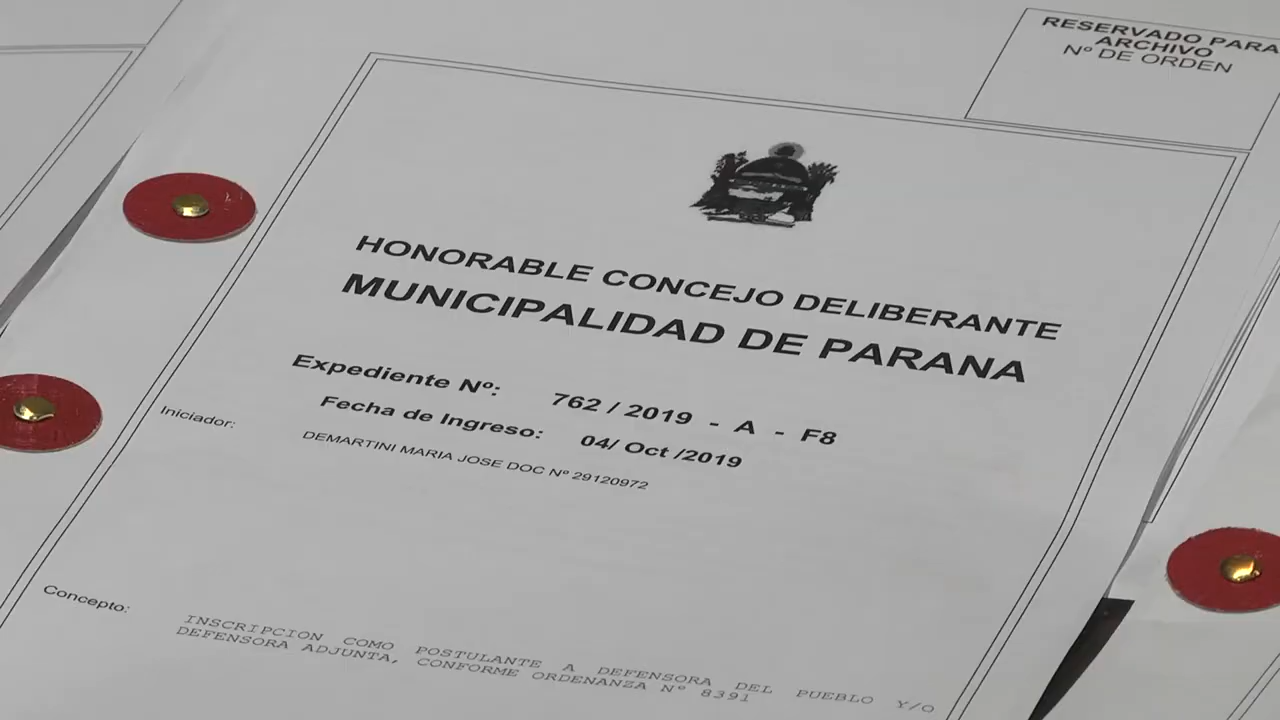 RESERVADO PARA
ARCHIVO
Nº DE ORDEN
HONORABLE CONCEJO DELIBERANTE
MUNICIPALIDAD DE PARANA
Expediente Nº: 762 / 2019 - A - F8
Fecha de Ingreso: 04/ Oct /2019
Iniciador: DEMARTINI MARIA JOSE DOC Nº 29120972
Concepto: INSCRIPCION COMO POSTULANTE A DEFENSORA DEL PUEBLO Y/O
DEFENSORA ADJUNTA, CONFORME ORDENANZA Nº 8391